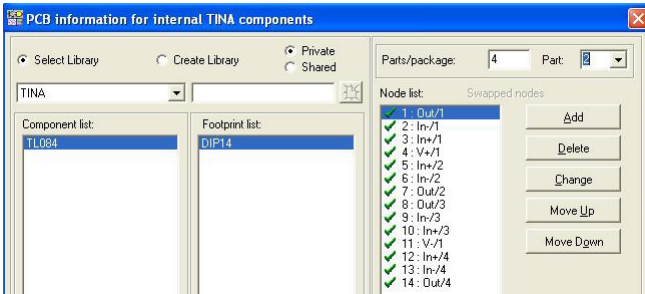 PCB information for internal TINA components
Select Library
Create Library
Private
Shared
Parts/package:
4
Part:
2
TINA
Node list:
Swapped nodes
Component list:
TL084
Footprint list:
DIP14
1 : Out/1
2 : In-/1
3 : In+/1
4 : V+/1
5 : In+/2
6 : In-/2
7 : Out/2
8 : Out/3
9 : In-/3
10 : In+/3
11 : V-/1
12 : In+/4
13 : In-/4
14 : Out/4
Add
Delete
Change
Move Up
Move Down